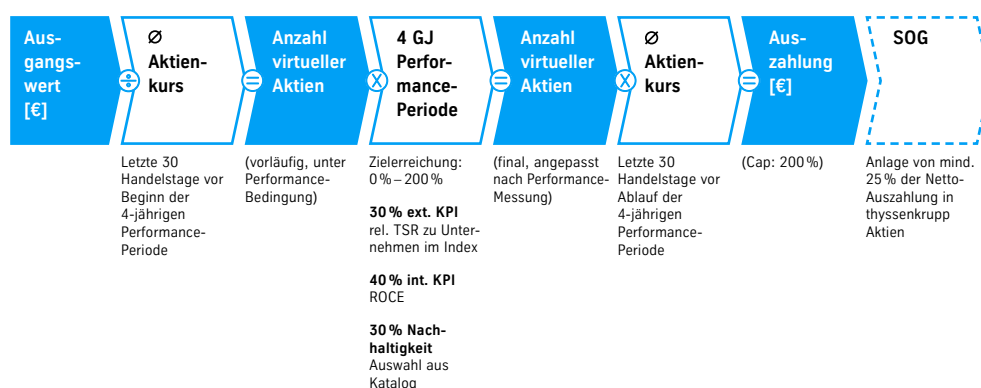 Aus-
gangs-
wert
[€]
÷
Ø
Aktien-
kurs
=
Anzahl
virtueller
Aktien
×
4 GJ
Perfor-
mance-
Periode
=
Anzahl
virtueller
Aktien
×
Ø
Aktien-
kurs
=
Aus-
zahlung
[€]
SOG
Letzte 30
Handelstage vor
Beginn der
4-jährigen
Performance-
Periode
(vorläufig, unter
Performance-
Bedingung)
Zielerreichung:
0 % – 200 %
30 % ext. KPI
rel. TSR zu Unter-
nehmen im Index
40 % int. KPI
ROCE
30 % Nach-
haltigkeit
Auswahl aus
Katalog
(final, angepasst
nach Performance-
Messung)
Letzte 30
Handelstage vor
Ablauf der
4-jährigen
Performance-
Periode
(Cap: 200 %)
Anlage von mind.
25 % der Netto-
Auszahlung in
thyssenkrupp
Aktien